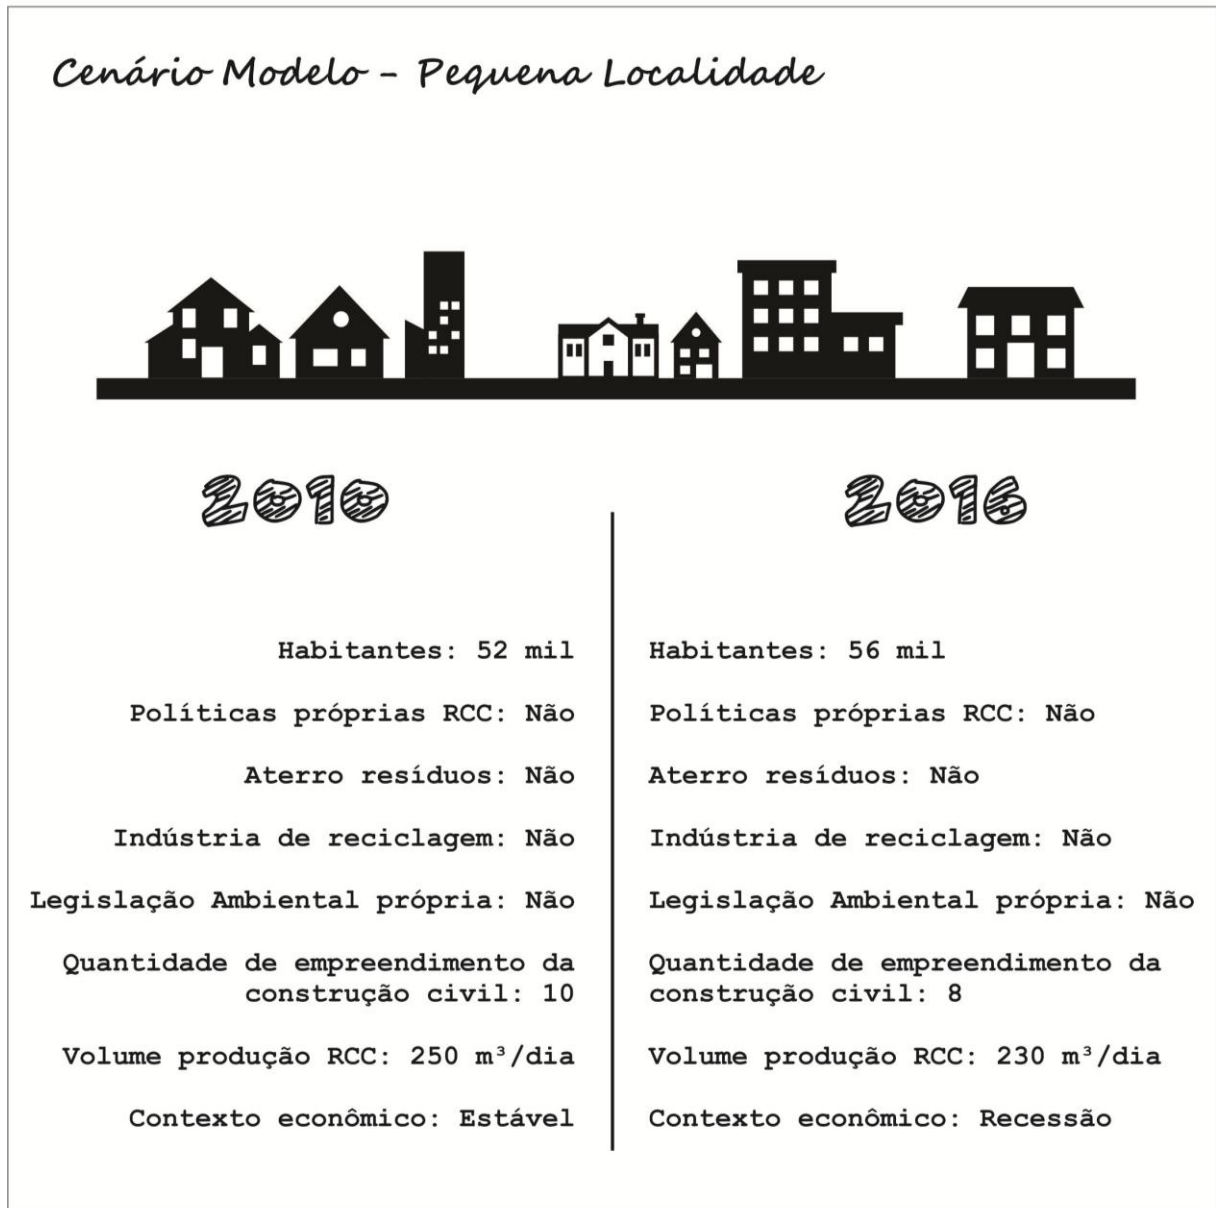 Cenário Modelo - Pequena Localidade
2010
Habitantes: 52 mil
Políticas próprias RCC: Não
Aterro resíduos: Não
Indústria de reciclagem: Não
Legislação Ambiental própria: Não
Quantidade de empreendimento da
construção civil: 10
Volume produção RCC: 250 m³/dia
Contexto econômico: Estável
2016
Habitantes: 56 mil
Políticas próprias RCC: Não
Aterro resíduos: Não
Indústria de reciclagem: Não
Legislação Ambiental própria: Não
Quantidade de empreendimento da
construção civil: 8
Volume produção RCC: 230 m³/dia
Contexto econômico: Recessão